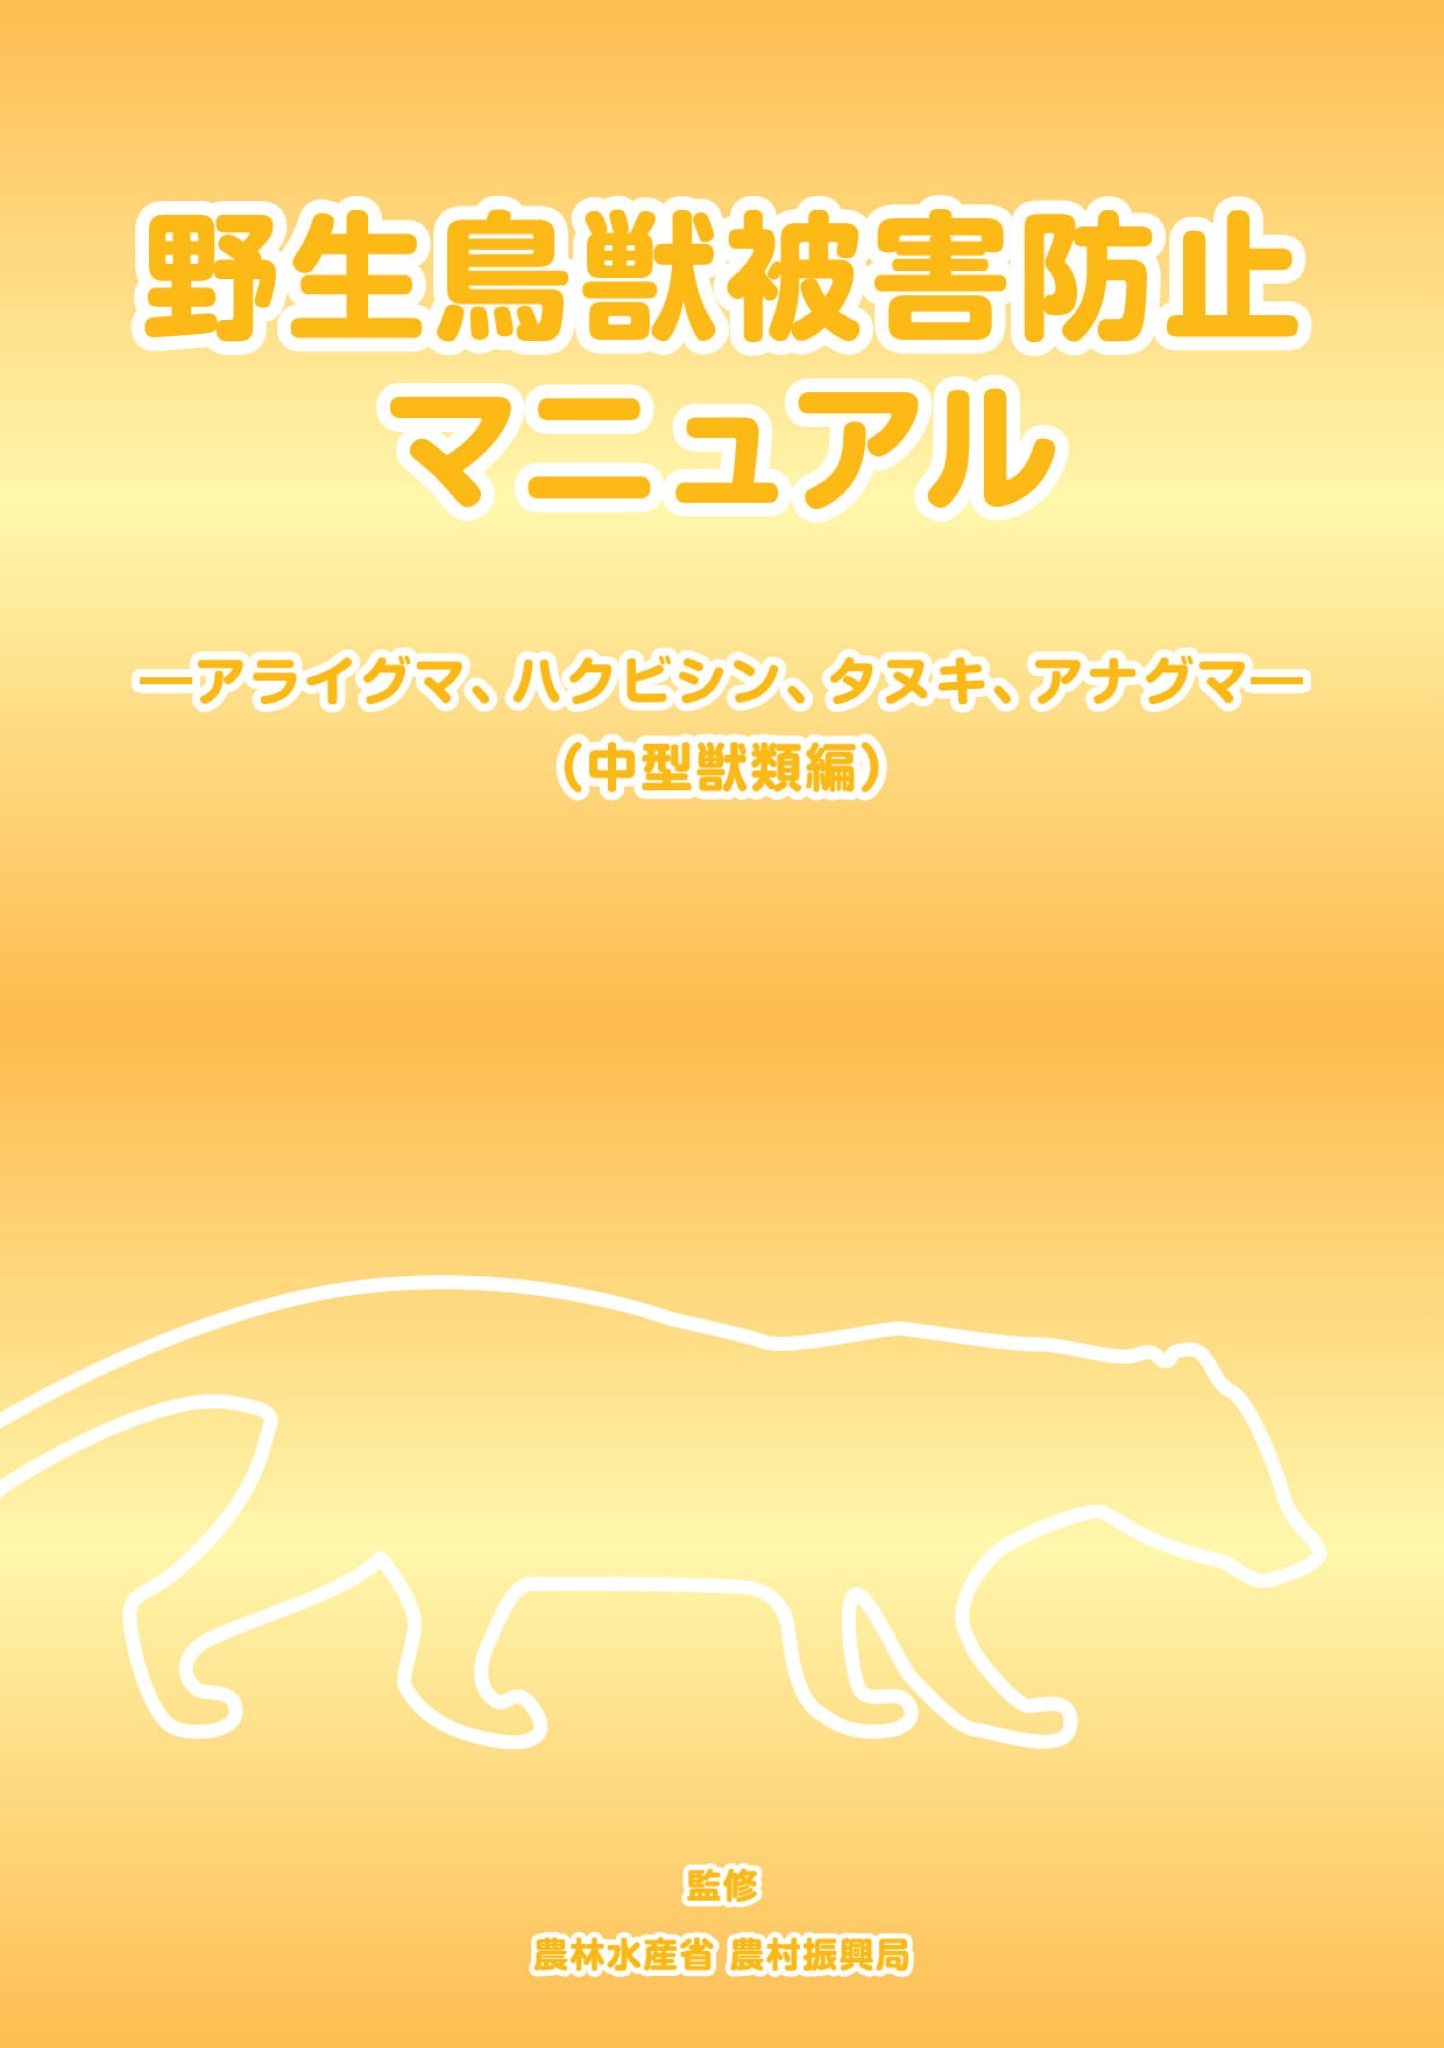 野生鳥獣被害防止
マニュアル
―アライグマ、ハクビシン、タヌキ、アナグマ―
（中型獣類編）
監修
農林水産省 農村振興局